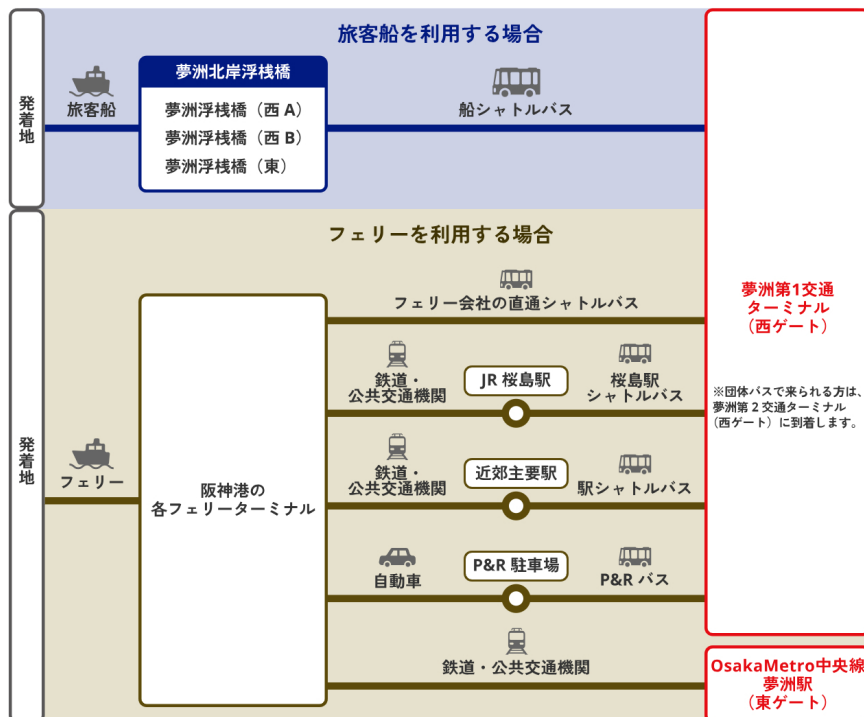 旅客船を利用する場合
発着地
旅客船
夢洲北岸浮桟橋
夢洲浮桟橋（西 A）
夢洲浮桟橋（西 B）
夢洲浮桟橋（東）
船シャトルバス
フェリーを利用する場合
発着地
フェリー
阪神港の
各フェリーターミナル
フェリー会社の直通シャトルバス
鉄道・
公共交通機関
JR 桜島駅
桜島駅
シャトルバス
鉄道・
公共交通機関
近郊主要駅
駅シャトルバス
自動車
P&R 駐車場
P&R バス
鉄道・公共交通機関
夢洲第1交通
ターミナル
（西ゲート）
※団体バスで来られる方は、
夢洲第 2 交通ターミナル
（西ゲート）に到着します。
OsakaMetro中央線
夢洲駅
（東ゲート）